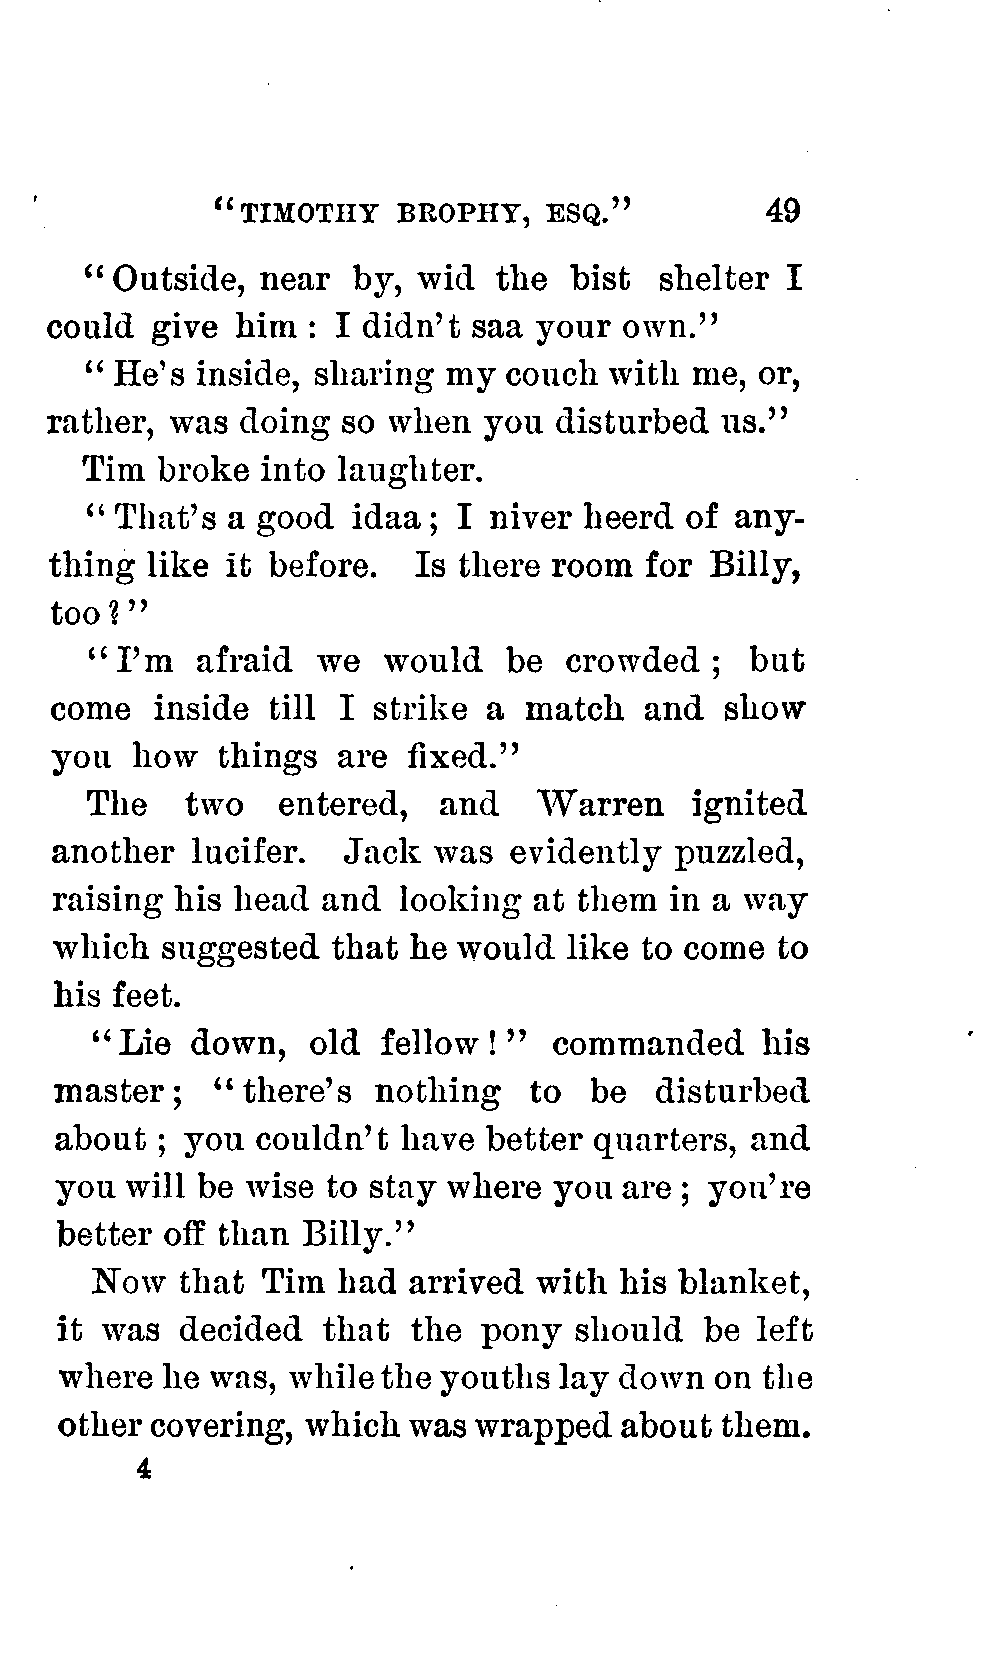 "TIMOTHY BROPHY, ESQ." 49
"Outside, near by, wid the bist shelter I
could give him : I didn't saa your own."
"He's inside, sharing my couch with me, or,
rather, was doing so when you disturbed us."
Tim broke into laughter.
"That's a good idaa; I niver heerd of any-
thing like it before. Is there room for Billy,
too?"
"I'm afraid we would be crowded; but
come inside till I strike a match and show
you how things are fixed."
The two entered, and Warren ignited
another lucifer. Jack was evidently puzzled,
raising his head and looking at them in a way
which suggested that he would like to come to
his feet.
"Lie down, old fellow!" commanded his
master; "there's nothing to be disturbed
about; you couldn't have better quarters, and
you will be wise to stay where you are; you're
better off than Billy."
Now that Tim had arrived with his blanket,
it was decided that the pony should be left
where he was, while the youths lay down on the
other covering, which was wrapped about them.
4